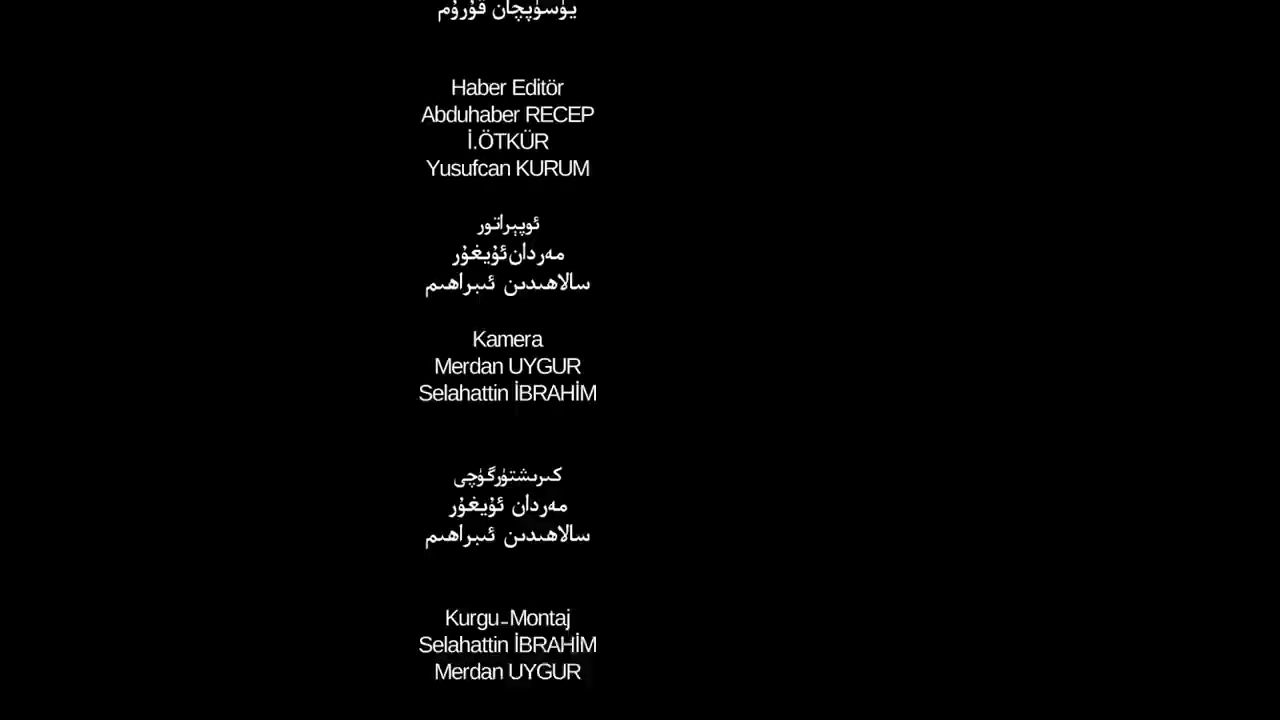 يۈسۈپجان قۇرۇم
Haber Editör
Abduhaber RECEP
İ.ÖTKÜR
Yusufcan KURUM
ئوپېراتور
مەردان ئۇيغۇر
سالاھىدىن ئىبراھىم
Kamera
Merdan UYGUR
Selahattin İBRAHİM
كىرىشتۈرگۈچى
مەردان ئۇيغۇر
سالاھىدىن ئىبراھىم
Kurgu-Montaj
Selahattin İBRAHİM
Merdan UYGUR